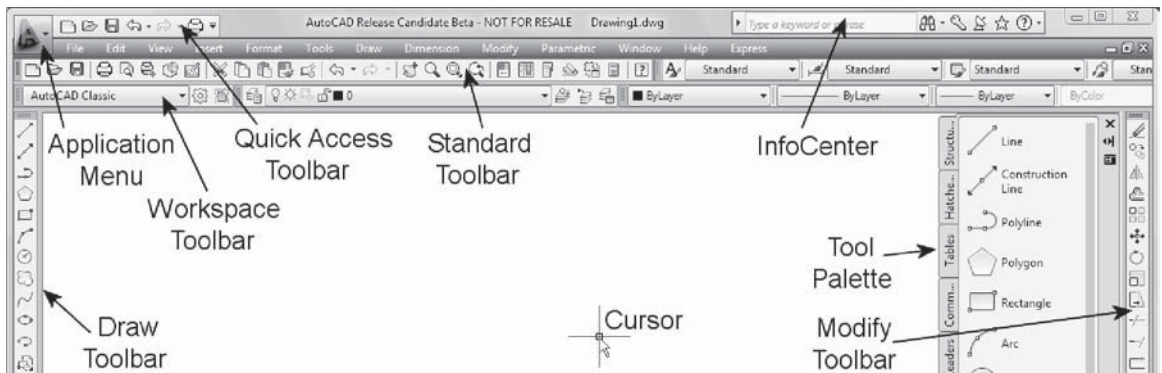 AutoCAD Release Candidate Beta - NOT FOR RESALE Drawing1.dwg
Type a keyword or phrase
File Edit View Insert Format Tools Draw Dimension Modify Parametric Window Help Express
Standard Standard Standard Stan
AutoCAD Classic 0 ByLayer ByLayer ByLayer ByColor
Application
Menu
Quick Access
Toolbar
Standard
Toolbar
InfoCenter
Workspace
Toolbar
Draw
Toolbar
Cursor
Tool
Palette
Modify
Toolbar
Structu...
Hatche...
Tables
Comm...
eaders
Line
Construction
Line
Polyline
Polygon
Rectangle
Arc